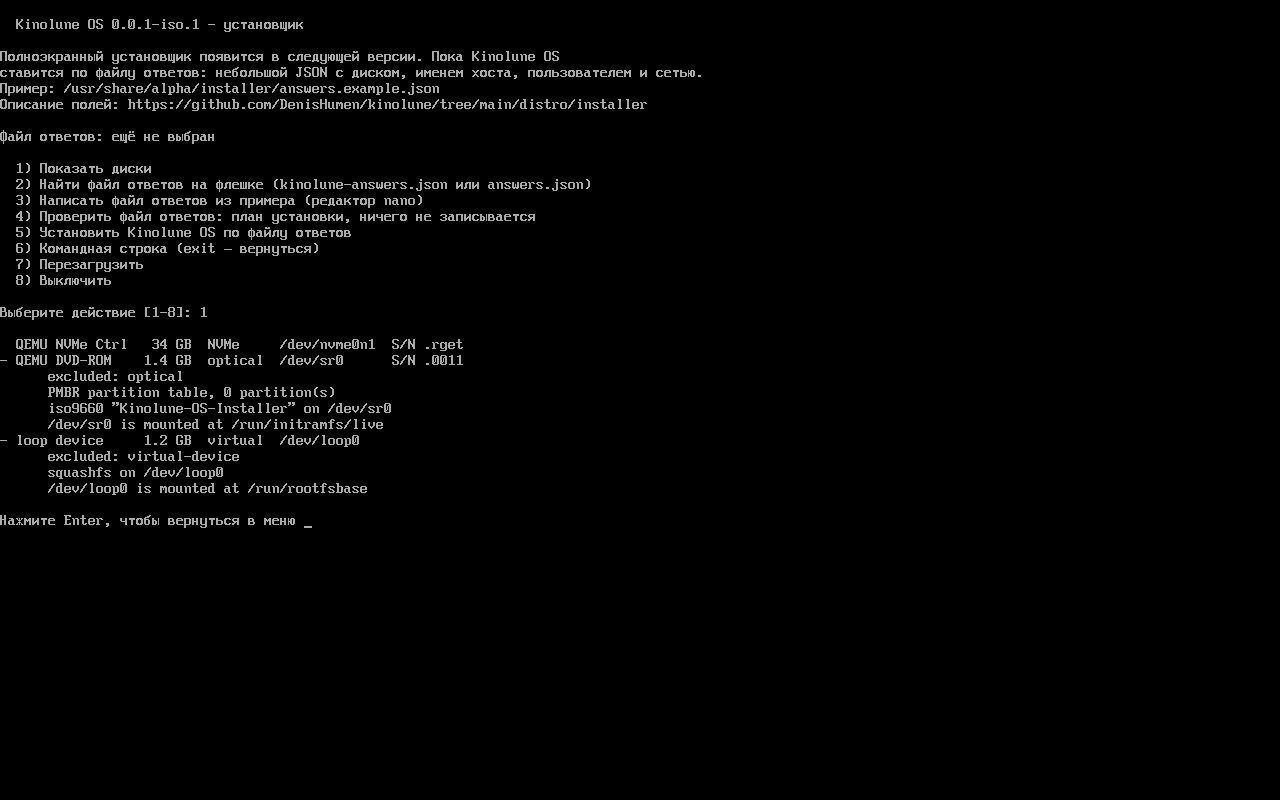 Kinolune OS 0.0.1-iso.1 – установщик
Полноэкранный установщик появится в следующей версии. Пока Kinolune OS
ставится по файлу ответов: небольшой JSON с диском, именем хоста, пользователем и сетью.
Пример: /usr/share/alpha/installer/answers.example.json
Описание полей: https://github.com/DenisHumen/kinolune/tree/main/distro/installer
Файл ответов: ещё не выбран
1) Показать диски
2) Найти файл ответов на флешке (kinolune-answers.json или answers.json)
3) Написать файл ответов из примера (редактор nano)
4) Проверить файл ответов: план установки, ничего не записывается
5) Установить Kinolune OS по файлу ответов
6) Командная строка (exit – вернуться)
7) Перезагрузить
8) Выключить
Выберите действие [1-8]: 1
QEMU NVMe Ctrl 34 GB NVMe /dev/nvme0n1 S/N .rget
- QEMU DVD-ROM 1.4 GB optical /dev/sr0 S/N .0011
excluded: optical
PMBR partition table, 0 partition(s)
iso9660 "Kinolune-OS-Installer" on /dev/sr0
/dev/sr0 is mounted at /run/initramfs/live
- loop device 1.2 GB virtual /dev/loop0
excluded: virtual-device
squashfs on /dev/loop0
/dev/loop0 is mounted at /run/rootfsbase
Нажмите Enter, чтобы вернуться в меню _